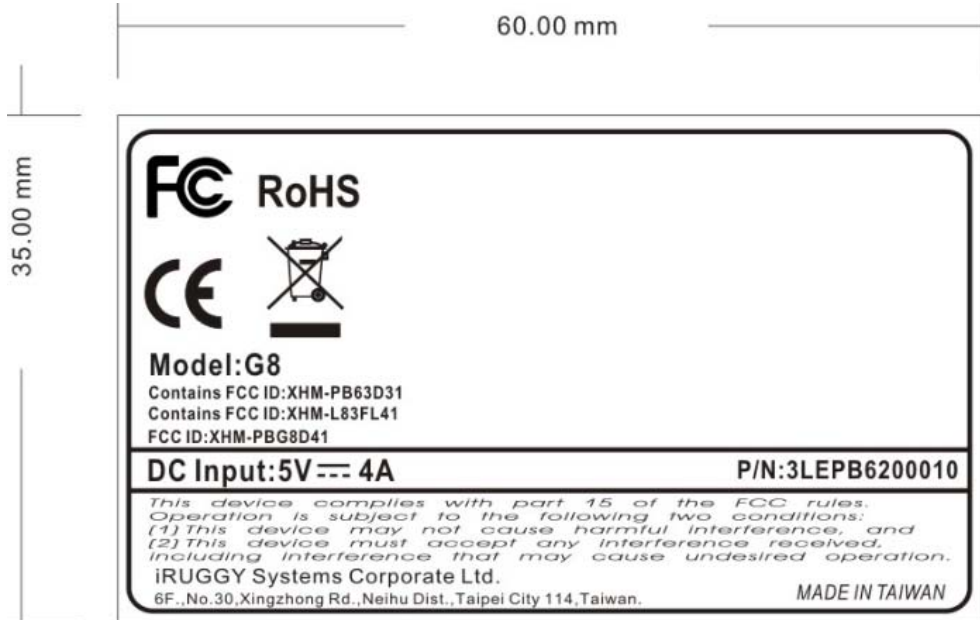 60.00 mm
35.00 mm
FC RoHS
CE
Model:G8
Contains FCC ID:XHM-PB63D31
Contains FCC ID:XHM-L83FL41
FCC ID:XHM-PBG8D41
DC Input:5V⎓ 4A P/N:3LEPB6200010
This device complies with part 15 of the FCC rules.
Operation is subject to the following two conditions:
(1) This device may not cause harmful interference, and
(2) This device must accept any interference received,
including interference that may cause undesired operation.
iRUGGY Systems Corporate Ltd.
6F.,No.30,Xingzhong Rd.,Neihu Dist.,Taipei City 114,Taiwan.
MADE IN TAIWAN